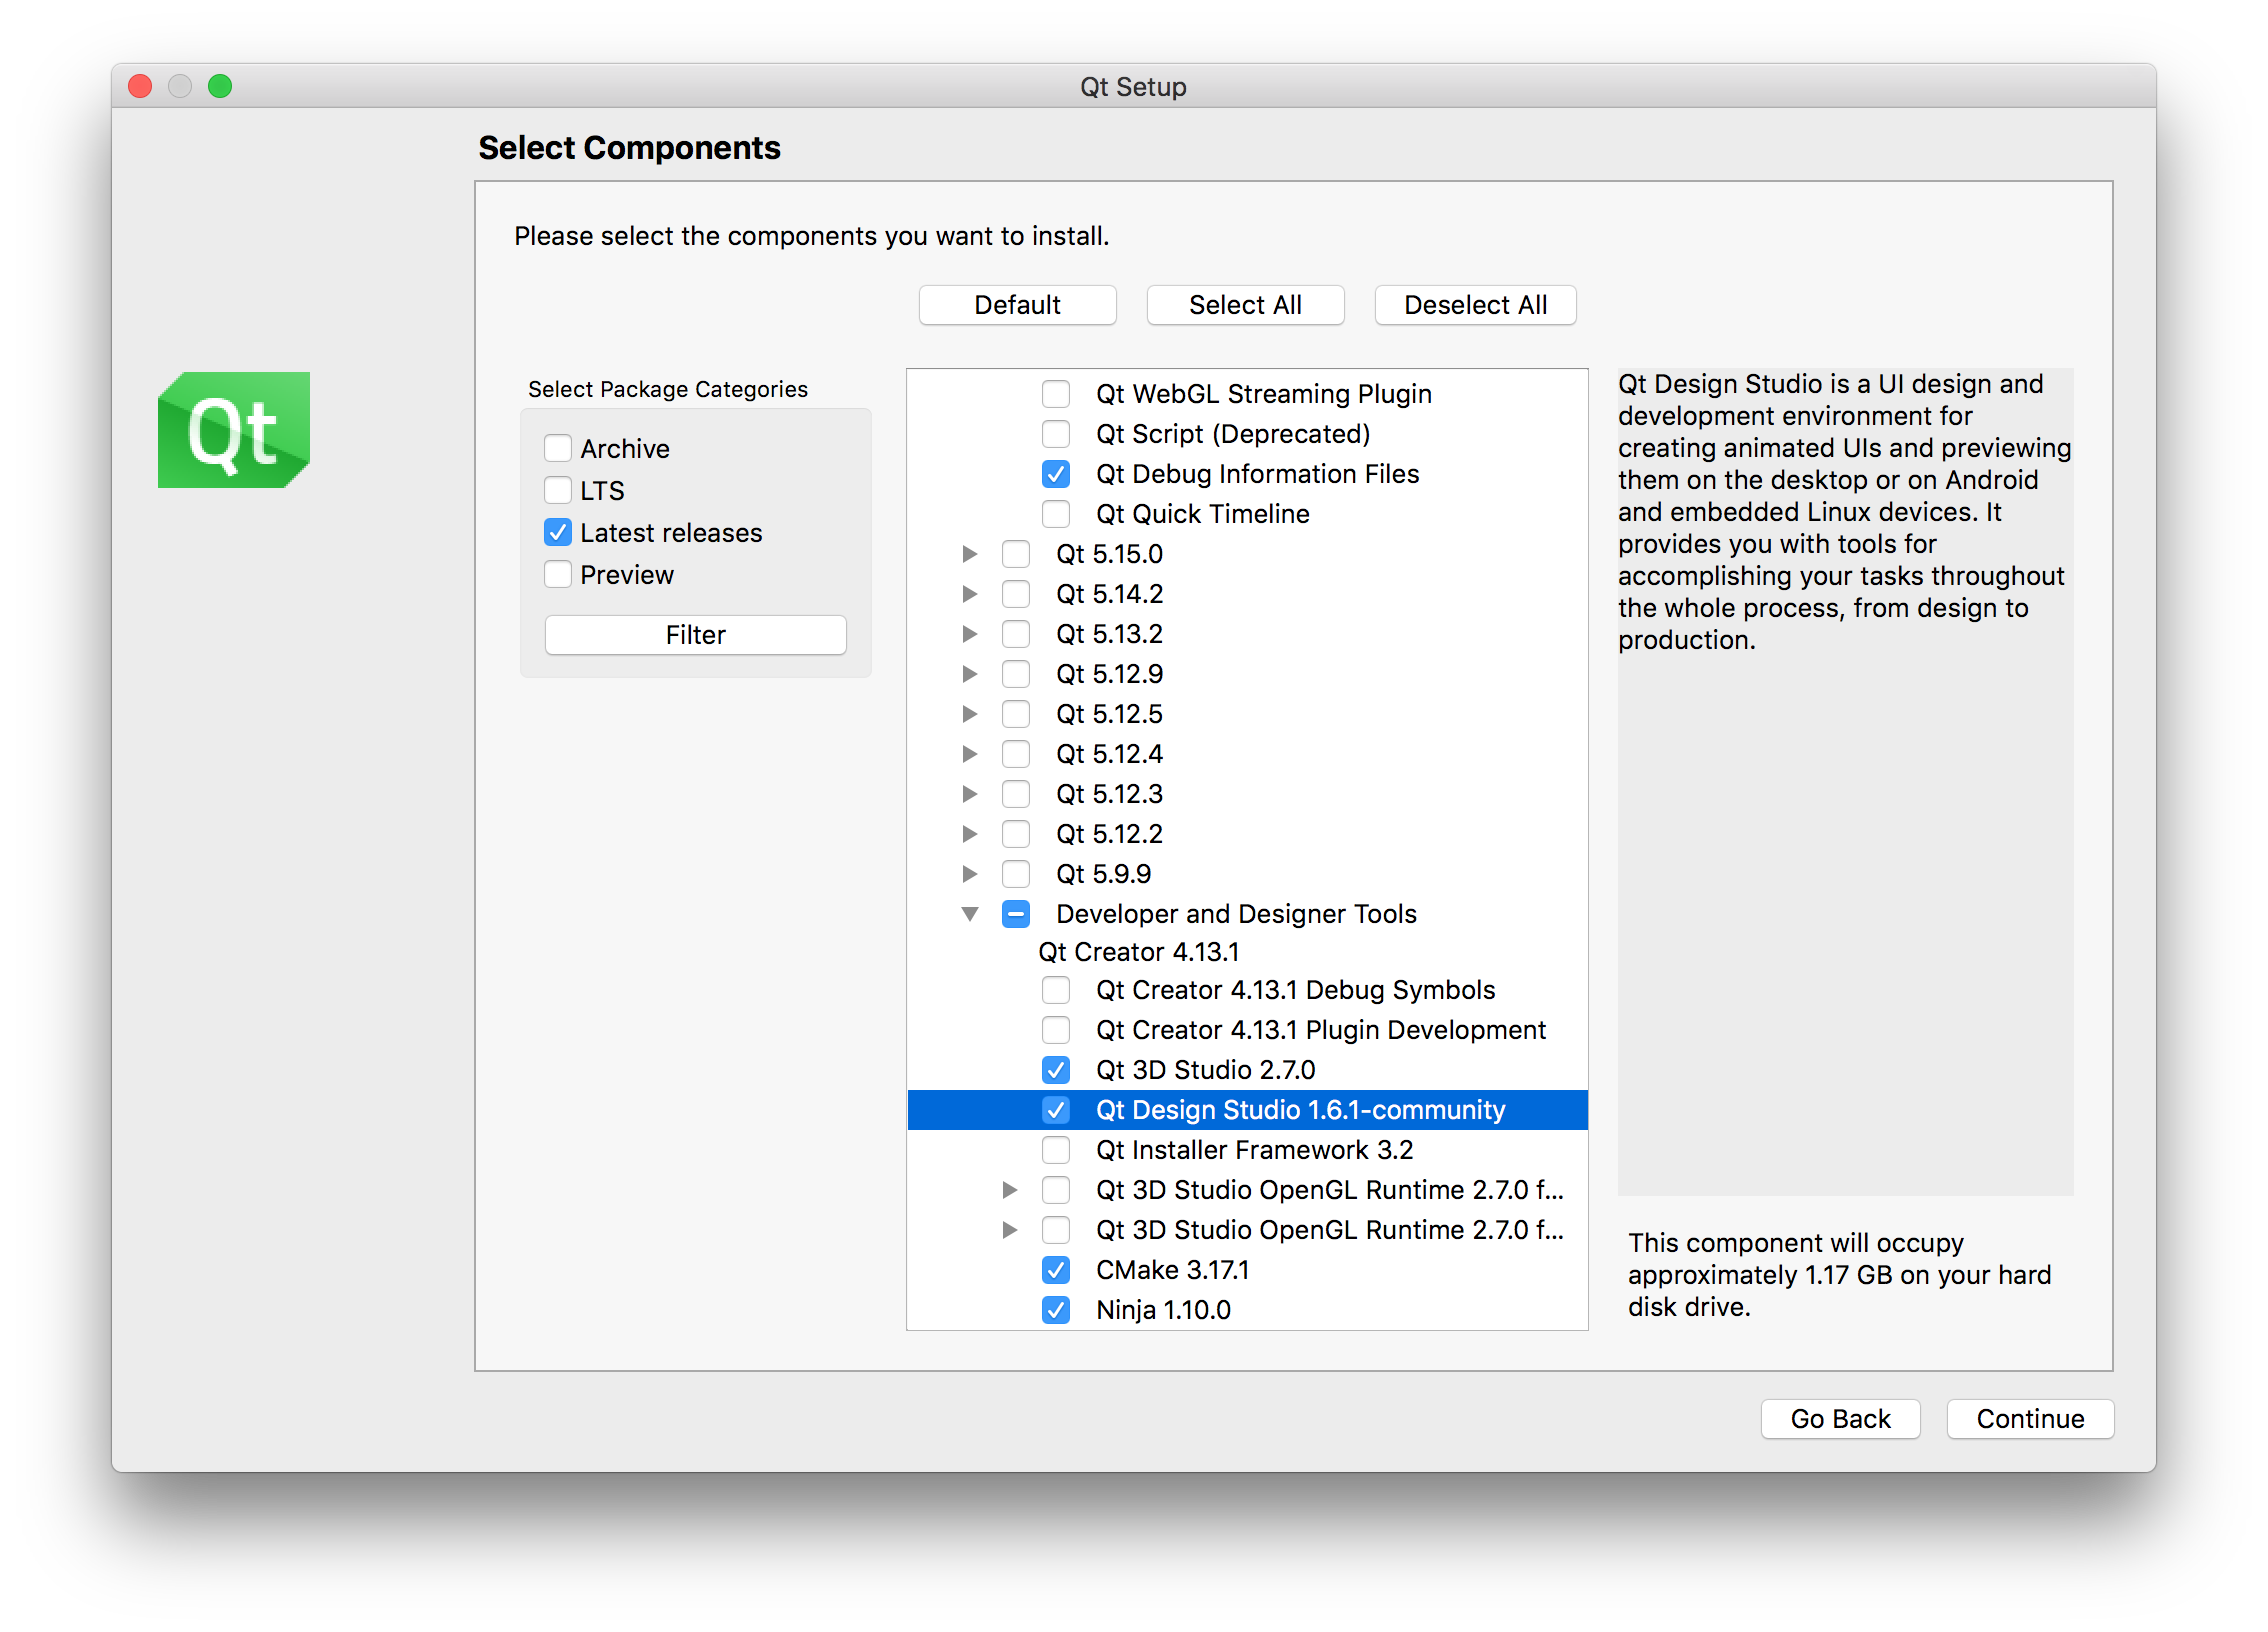 Qt Setup
Select Components
Please select the components you want to install.
Default
Select All
Deselect All
Qt
Select Package Categories
Archive
LTS
Latest releases
Preview
Filter
Qt WebGL Streaming Plugin
Qt Script (Deprecated)
Qt Debug Information Files
Qt Quick Timeline
Qt 5.15.0
Qt 5.14.2
Qt 5.13.2
Qt 5.12.9
Qt 5.12.5
Qt 5.12.4
Qt 5.12.3
Qt 5.12.2
Qt 5.9.9
Developer and Designer Tools
Qt Creator 4.13.1
Qt Creator 4.13.1 Debug Symbols
Qt Creator 4.13.1 Plugin Development
Qt 3D Studio 2.7.0
Qt Design Studio 1.6.1-community
Qt Installer Framework 3.2
Qt 3D Studio OpenGL Runtime 2.7.0 f...
Qt 3D Studio OpenGL Runtime 2.7.0 f...
CMake 3.17.1
Ninja 1.10.0
Qt Design Studio is a UI design and
development environment for
creating animated UIs and previewing
them on the desktop or on Android
and embedded Linux devices. It
provides you with tools for
accomplishing your tasks throughout
the whole process, from design to
production.
This component will occupy
approximately 1.17 GB on your hard
disk drive.
Go Back
Continue